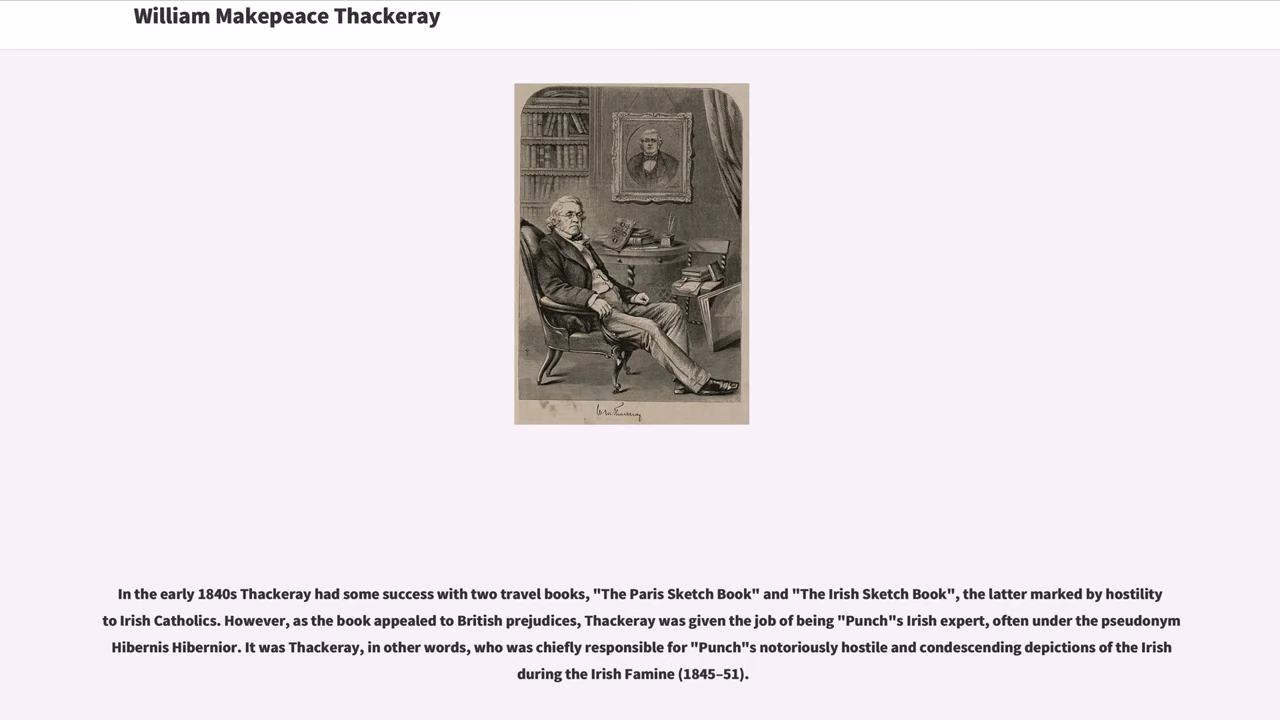 William Makepeace Thackeray
In the early 1840s Thackeray had some success with two travel books, "The Paris Sketch Book" and "The Irish Sketch Book", the latter marked by hostility
to Irish Catholics. However, as the book appealed to British prejudices, Thackeray was given the job of being "Punch"s Irish expert, often under the pseudonym
Hibernis Hibernior. It was Thackeray, in other words, who was chiefly responsible for "Punch"s notoriously hostile and condescending depictions of the Irish
during the Irish Famine (1845–51).